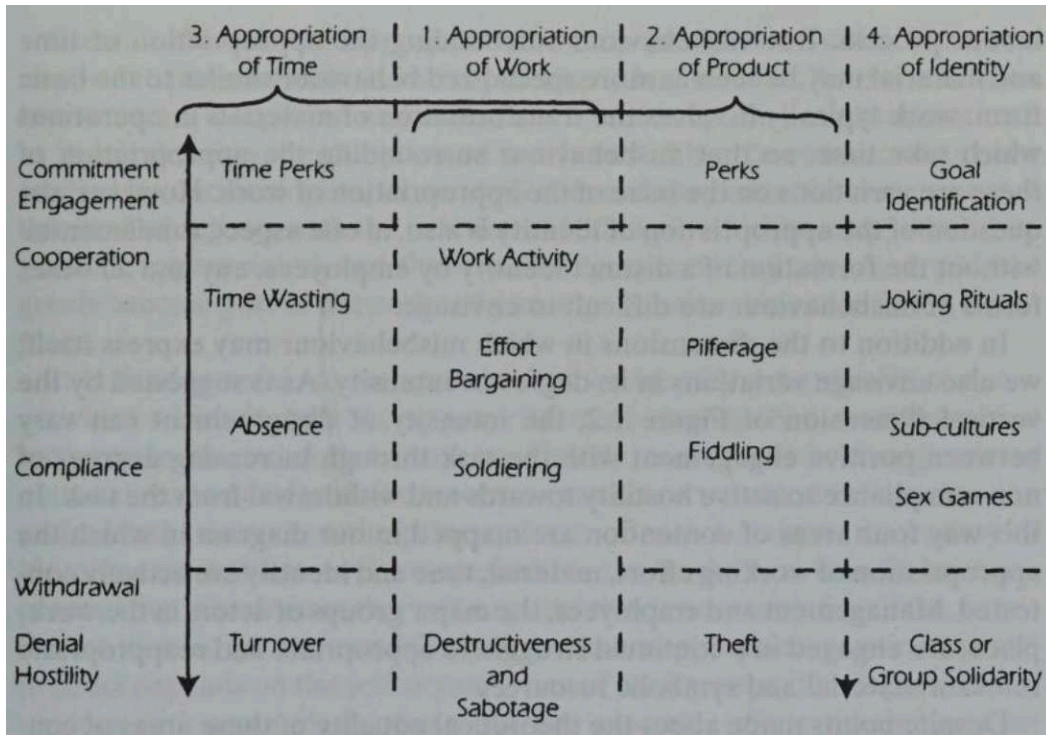 3. Appropriation of Time
1. Appropriation of Work
2. Appropriation of Product
4. Appropriation of Identity
Commitment
Engagement
Time Perks
Perks
Goal
Identification
Cooperation
Work Activity
Time Wasting
Joking Rituals
Effort
Bargaining
Pilferage
Absence
Sub-cultures
Fiddling
Compliance
Soldiering
Sex Games
Withdrawal
Denial
Hostility
Turnover
Destructiveness
and
Sabotage
Theft
Class or
Group Solidarity